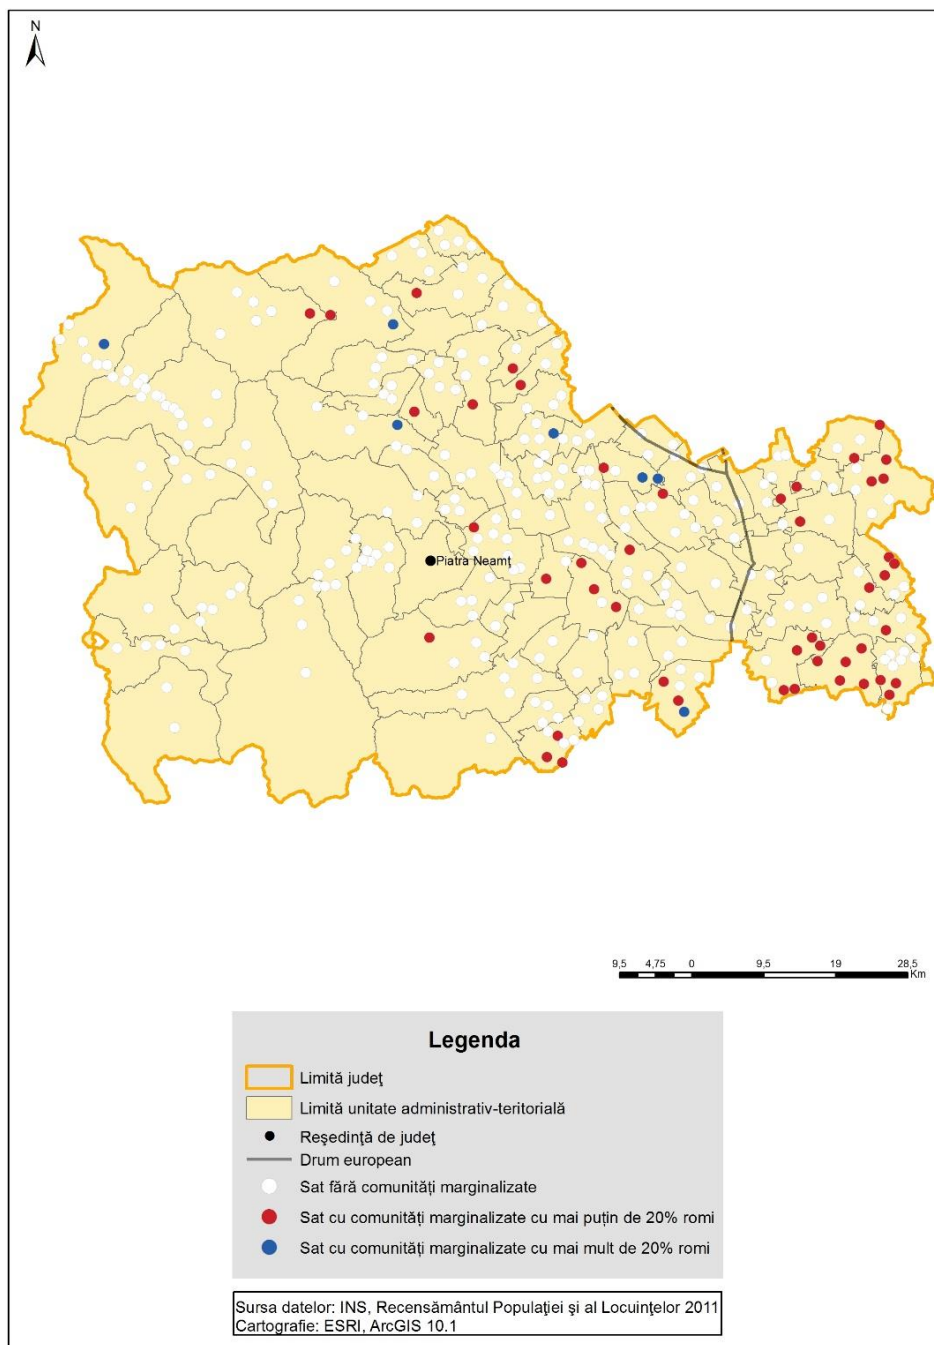 N
Piatra Neamţ
9,5 4,75 0 9,5 19 28,5
Km
Legenda
Limită judeţ
Limită unitate administrativ-teritorială
Reşedinţă de judeţ
Drum european
Sat fără comunităţi marginalizate
Sat cu comunităţi marginalizate cu mai puţin de 20% romi
Sat cu comunităţi marginalizate cu mai mult de 20% romi
Sursa datelor: INS, Recensământul Populaţiei şi al Locuinţelor 2011
Cartografie: ESRI, ArcGIS 10.1